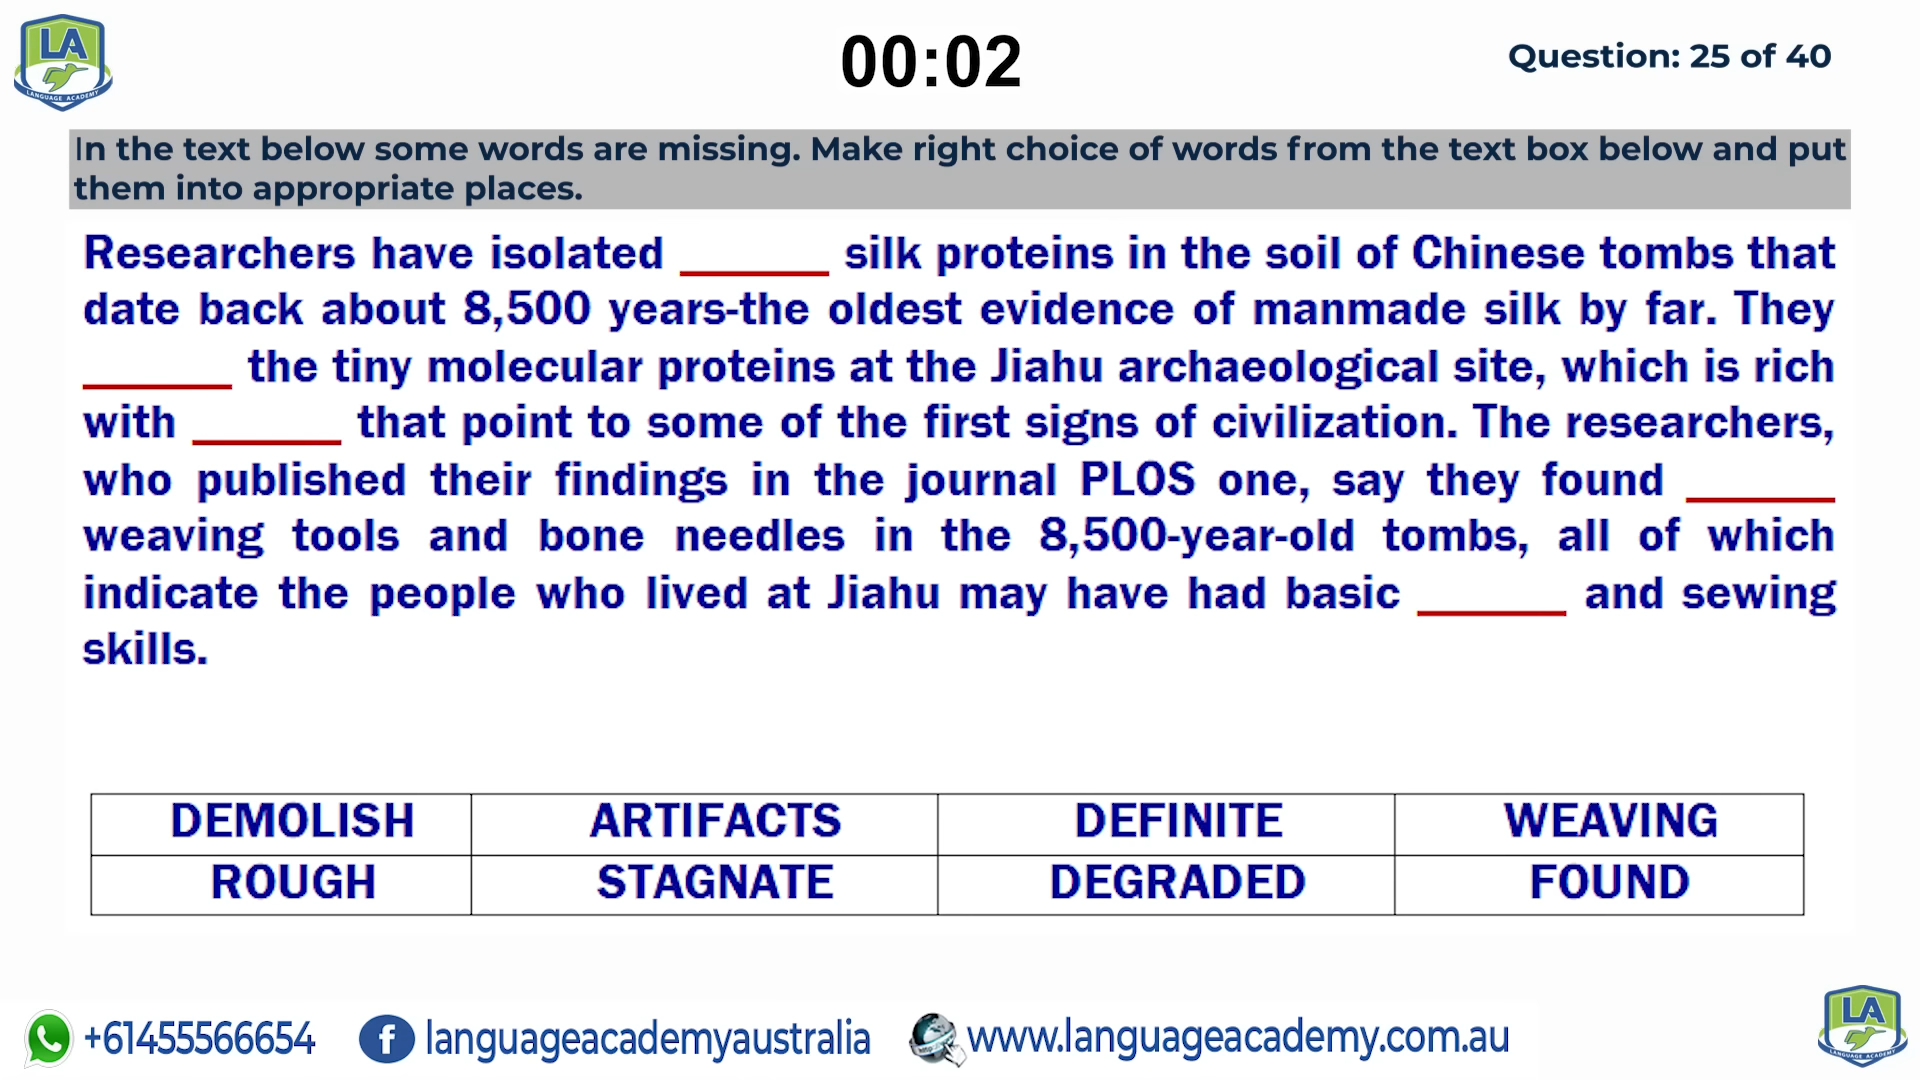 LA
LANGUAGE ACADEMY
00:02
Question: 25 of 40
In the text below some words are missing. Make right choice of words from the text box below and put
them into appropriate places.
Researchers have isolated ______ silk proteins in the soil of Chinese tombs that
date back about 8,500 years-the oldest evidence of manmade silk by far. They
______ the tiny molecular proteins at the Jiahu archaeological site, which is rich
with ______ that point to some of the first signs of civilization. The researchers,
who published their findings in the journal PLOS one, say they found ______
weaving tools and bone needles in the 8,500-year-old tombs, all of which
indicate the people who lived at Jiahu may have had basic ______ and sewing
skills.
DEMOLISH ARTIFACTS DEFINITE WEAVING
ROUGH STAGNATE DEGRADED FOUND
+61455566654 languageacademyaustralia www.languageacademy.com.au
LA
LANGUAGE ACADEMY